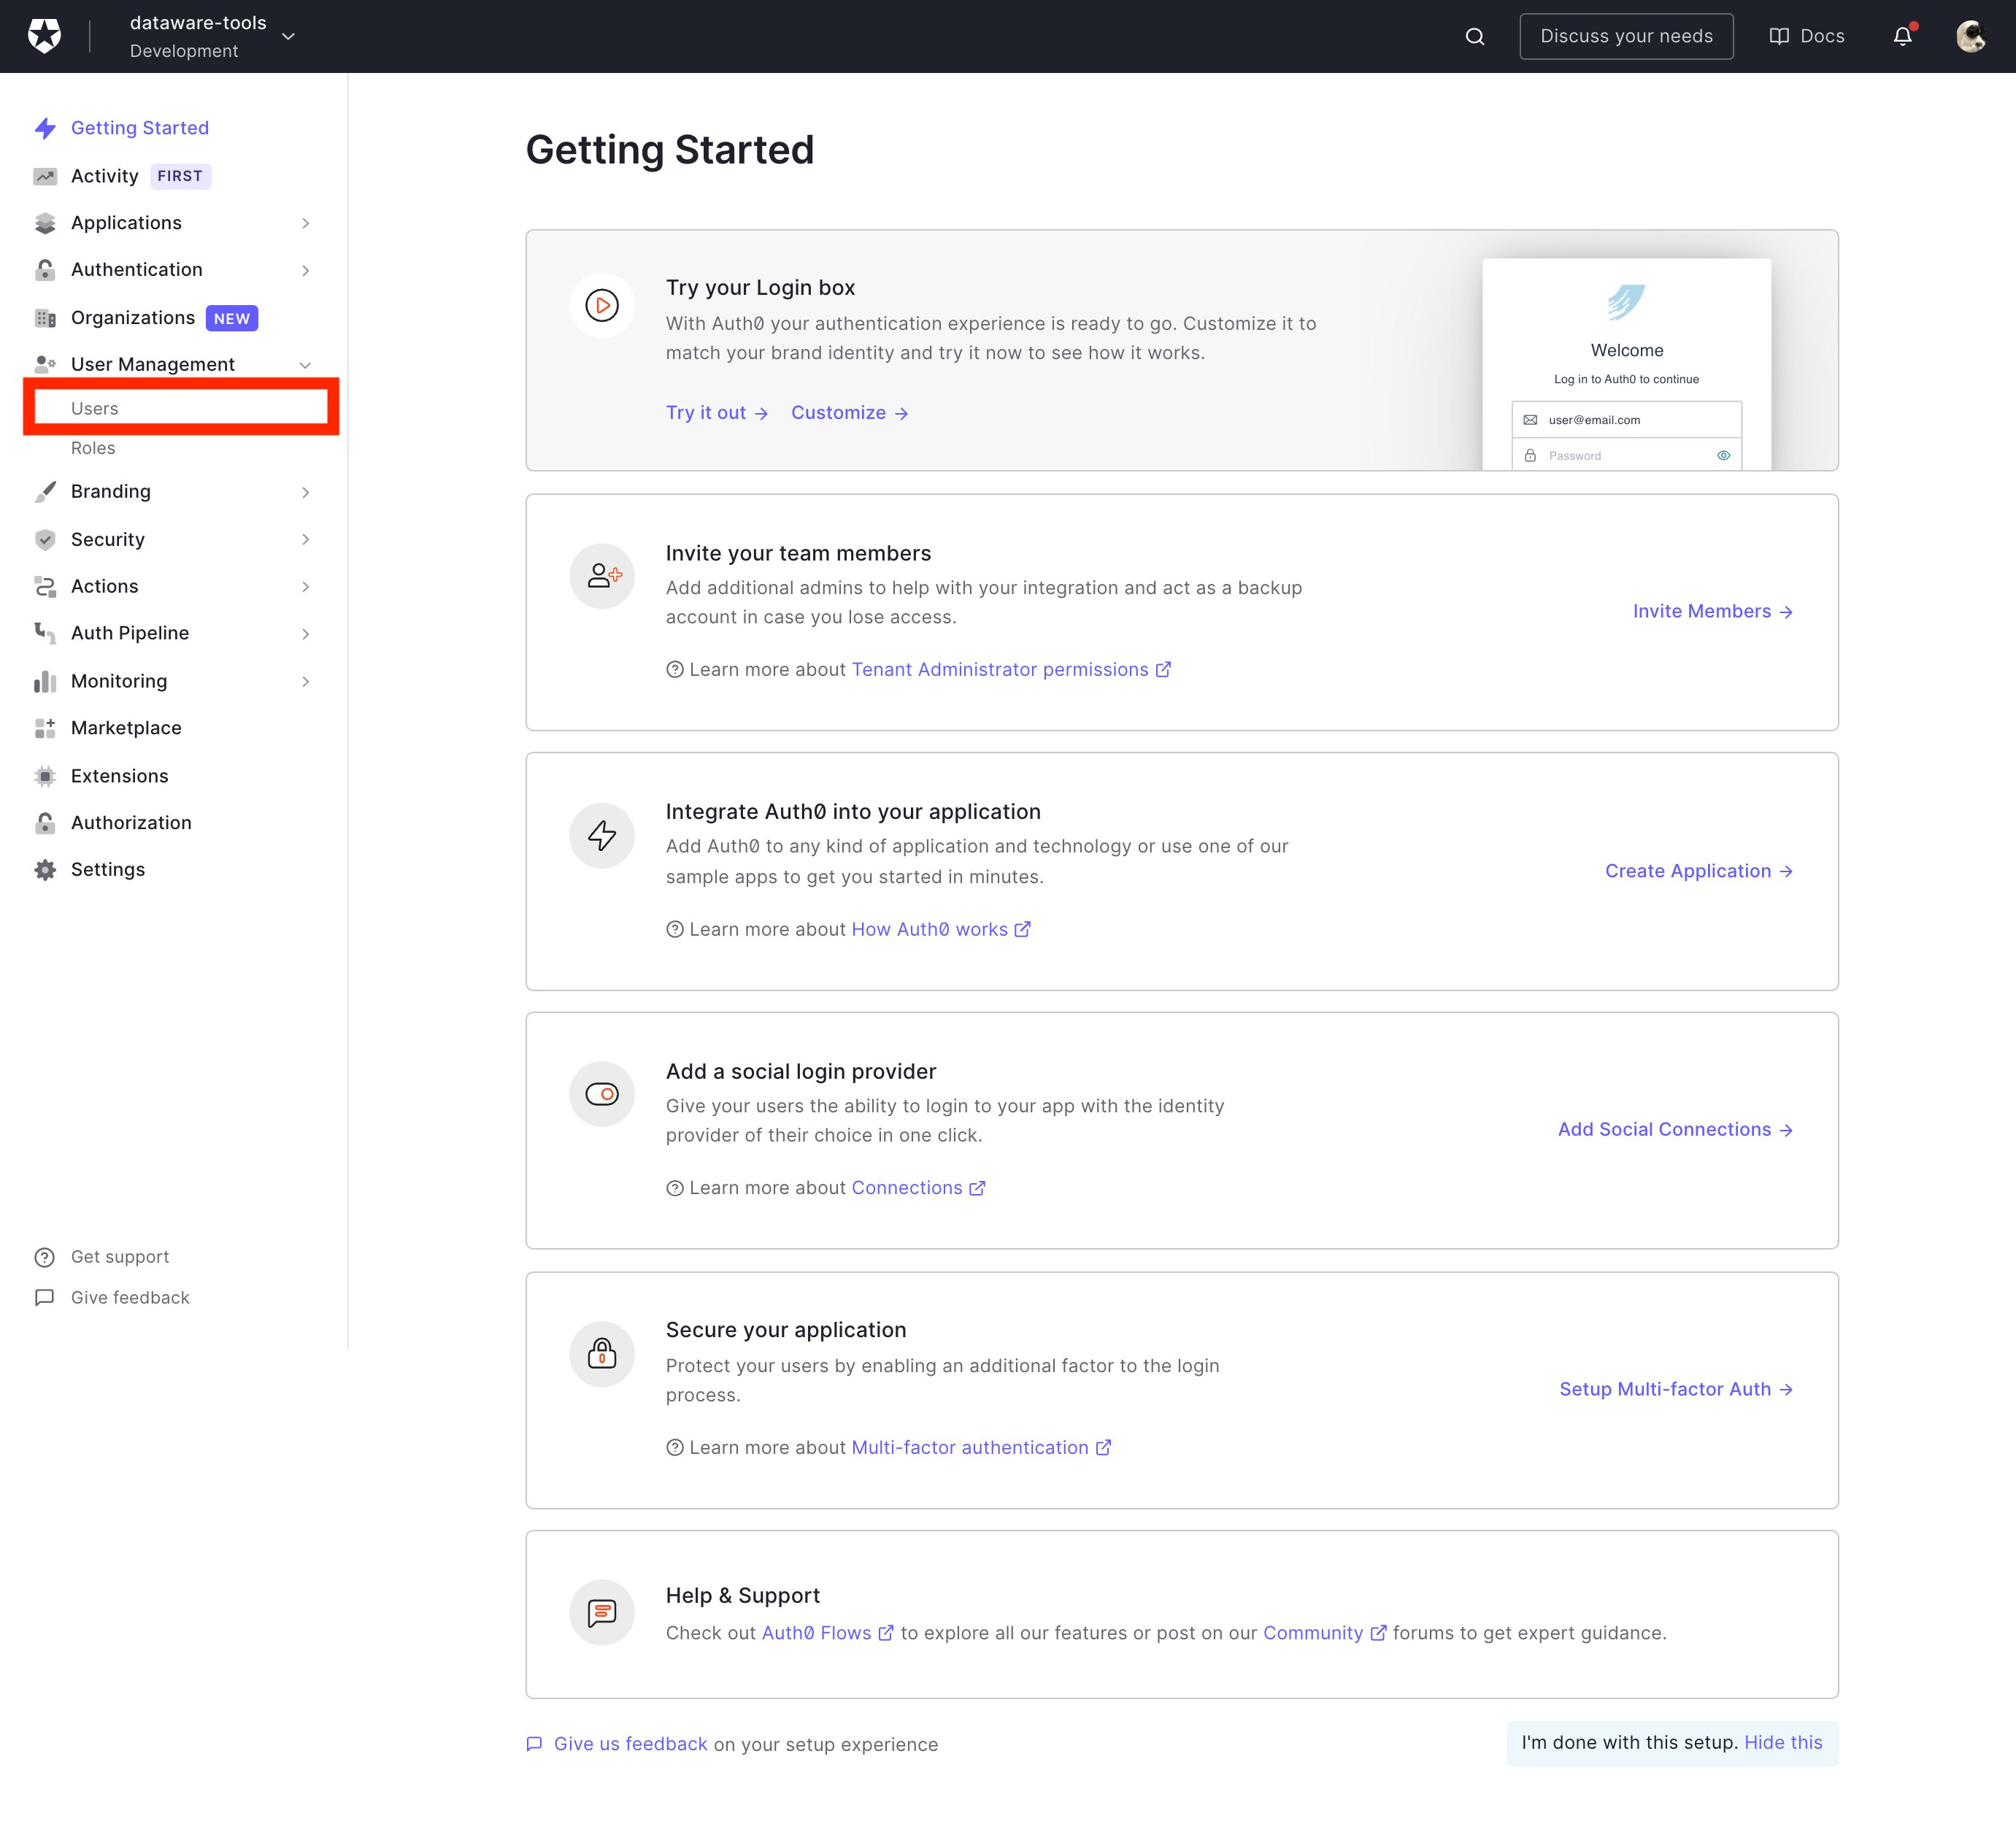 dataware-tools
Development
Discuss your needs
Docs
Getting Started
Activity FIRST
Applications
Authentication
Organizations NEW
User Management
Users
Roles
Branding
Security
Actions
Auth Pipeline
Monitoring
Marketplace
Extensions
Authorization
Settings
Get support
Give feedback
Getting Started
Try your Login box
With Auth0 your authentication experience is ready to go. Customize it to
match your brand identity and try it now to see how it works.
Try it out → Customize →
Welcome
Log in to Auth0 to continue
user@email.com
Password
Invite your team members
Add additional admins to help with your integration and act as a backup
account in case you lose access.
Learn more about Tenant Administrator permissions
Invite Members →
Integrate Auth0 into your application
Add Auth0 to any kind of application and technology or use one of our
sample apps to get you started in minutes.
Learn more about How Auth0 works
Create Application →
Add a social login provider
Give your users the ability to login to your app with the identity
provider of their choice in one click.
Learn more about Connections
Add Social Connections →
Secure your application
Protect your users by enabling an additional factor to the login
process.
Learn more about Multi-factor authentication
Setup Multi-factor Auth →
Help & Support
Check out Auth0 Flows to explore all our features or post on our Community forums to get expert guidance.
Give us feedback on your setup experience
I'm done with this setup. Hide this